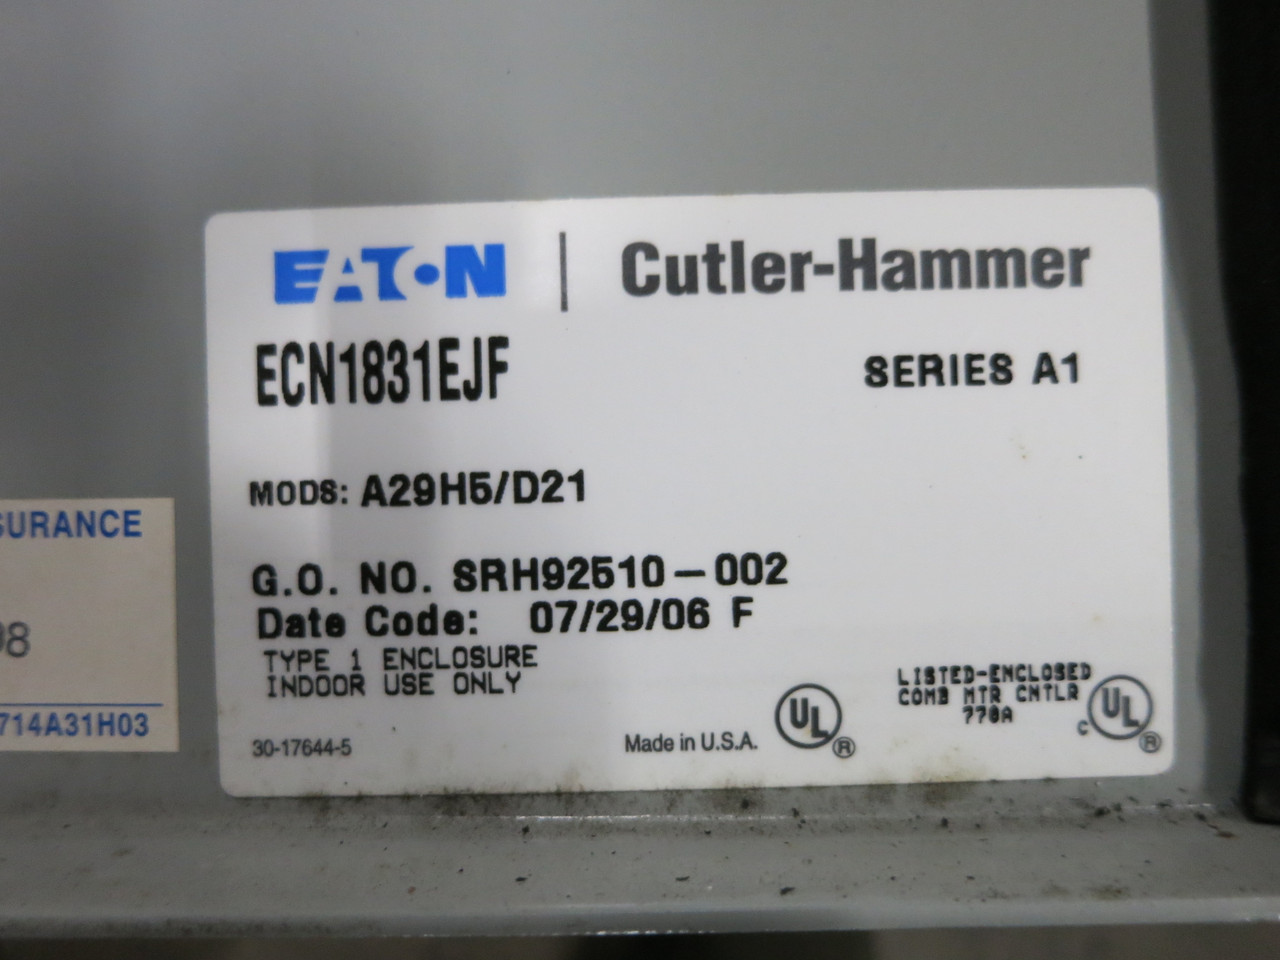 EATON | Cutler-Hammer
ECN1831EJF
SERIES A1
MODS: A29H5/D21
G.O. NO. SRH92510-002
Date Code: 07/29/06 F
TYPE 1 ENCLOSURE
INDOOR USE ONLY
30-17644-5
Made in U.S.A.
UL ®
LISTED-ENCLOSED
COMB MTR CNTLR
770A
C UL ®
SURANCE
98
714A31H03